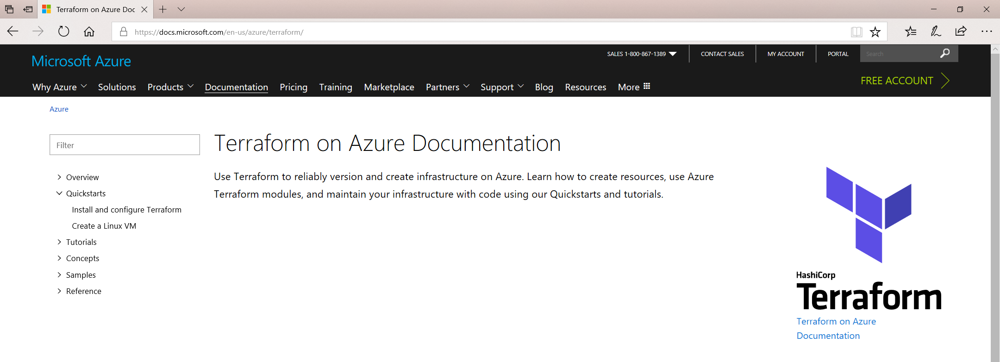 Terraform on Azure Doc
https://docs.microsoft.com/en-us/azure/terraform/
SALES 1-800-867-1389
CONTACT SALES
MY ACCOUNT
PORTAL
Search
Microsoft Azure
FREE ACCOUNT
Why Azure
Solutions
Products
Documentation
Pricing
Training
Marketplace
Partners
Support
Blog
Resources
More
Azure
Filter
Overview
Quickstarts
Install and configure Terraform
Create a Linux VM
Tutorials
Concepts
Samples
Reference
Terraform on Azure Documentation
Use Terraform to reliably version and create infrastructure on Azure. Learn how to create resources, use Azure
Terraform modules, and maintain your infrastructure with code using our Quickstarts and tutorials.
HashiCorp
Terraform
Terraform on Azure
Documentation